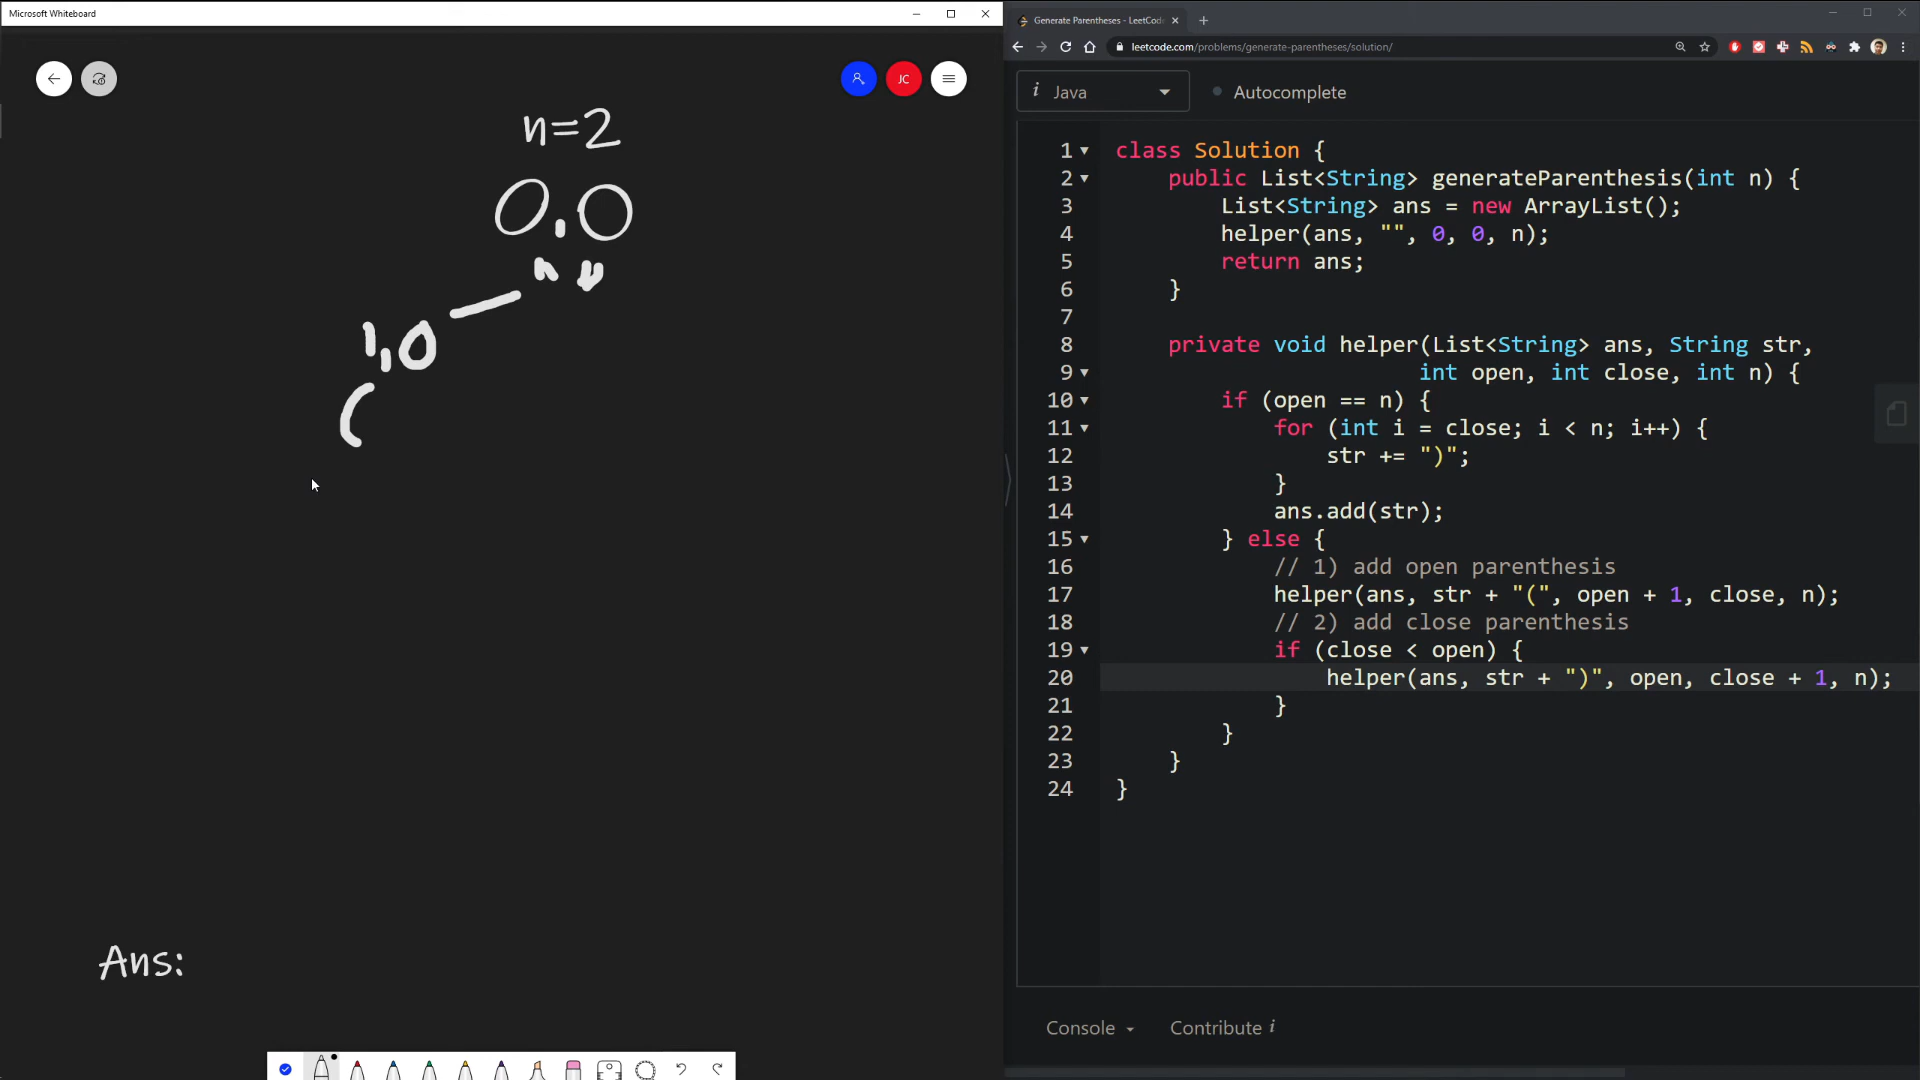 Microsoft Whiteboard
JC
n=2
0,0
1,0
(
Ans:
Generate Parentheses - LeetCod
leetcode.com/problems/generate-parentheses/solution/
i Java
Autocomplete
1 class Solution {
2 public List<String> generateParenthesis(int n) {
3 List<String> ans = new ArrayList();
4 helper(ans, "", 0, 0, n);
5 return ans;
6 }
7
8 private void helper(List<String> ans, String str,
9 int open, int close, int n) {
10 if (open == n) {
11 for (int i = close; i < n; i++) {
12 str += ")";
13 }
14 ans.add(str);
15 } else {
16 // 1) add open parenthesis
17 helper(ans, str + "(", open + 1, close, n);
18 // 2) add close parenthesis
19 if (close < open) {
20 helper(ans, str + ")", open, close + 1, n);
21 }
22 }
23 }
24 }
Console
Contribute i